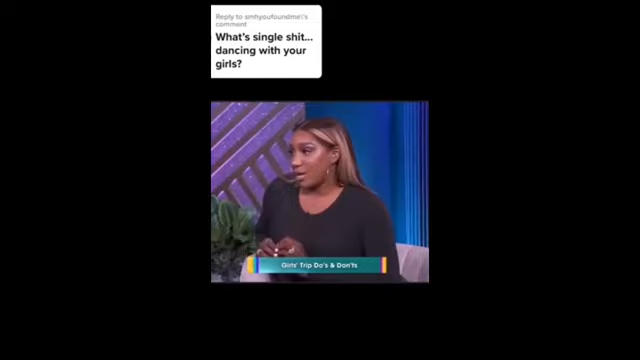 Reply to smhyoufoundme's
comment
What's single shit...
dancing with your
girls?
Girls' Trip Do's & Don'ts